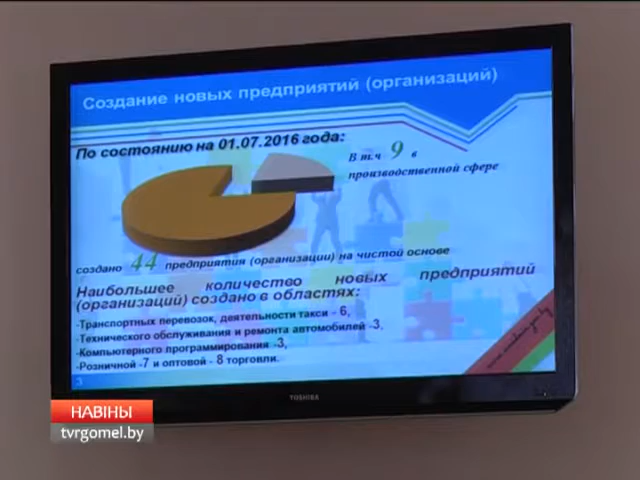 Создание новых предприятий (организаций)
По состоянию на 01.07.2016 года:
В т.ч 9 в
производственной сфере
создано 44 предприятия (организации) на чистой основе
Наибольшее количество новых предприятий
(организаций) создано в областях:
-Транспортных перевозок, деятельности такси - 6,
-Технического обслуживания и ремонта автомобилей -3,
-Компьютерного программирования -3,
-Розничной -7 и оптовой - 8 торговли.
3
TOSHIBA
НАВІНЫ
tvrgomel.by